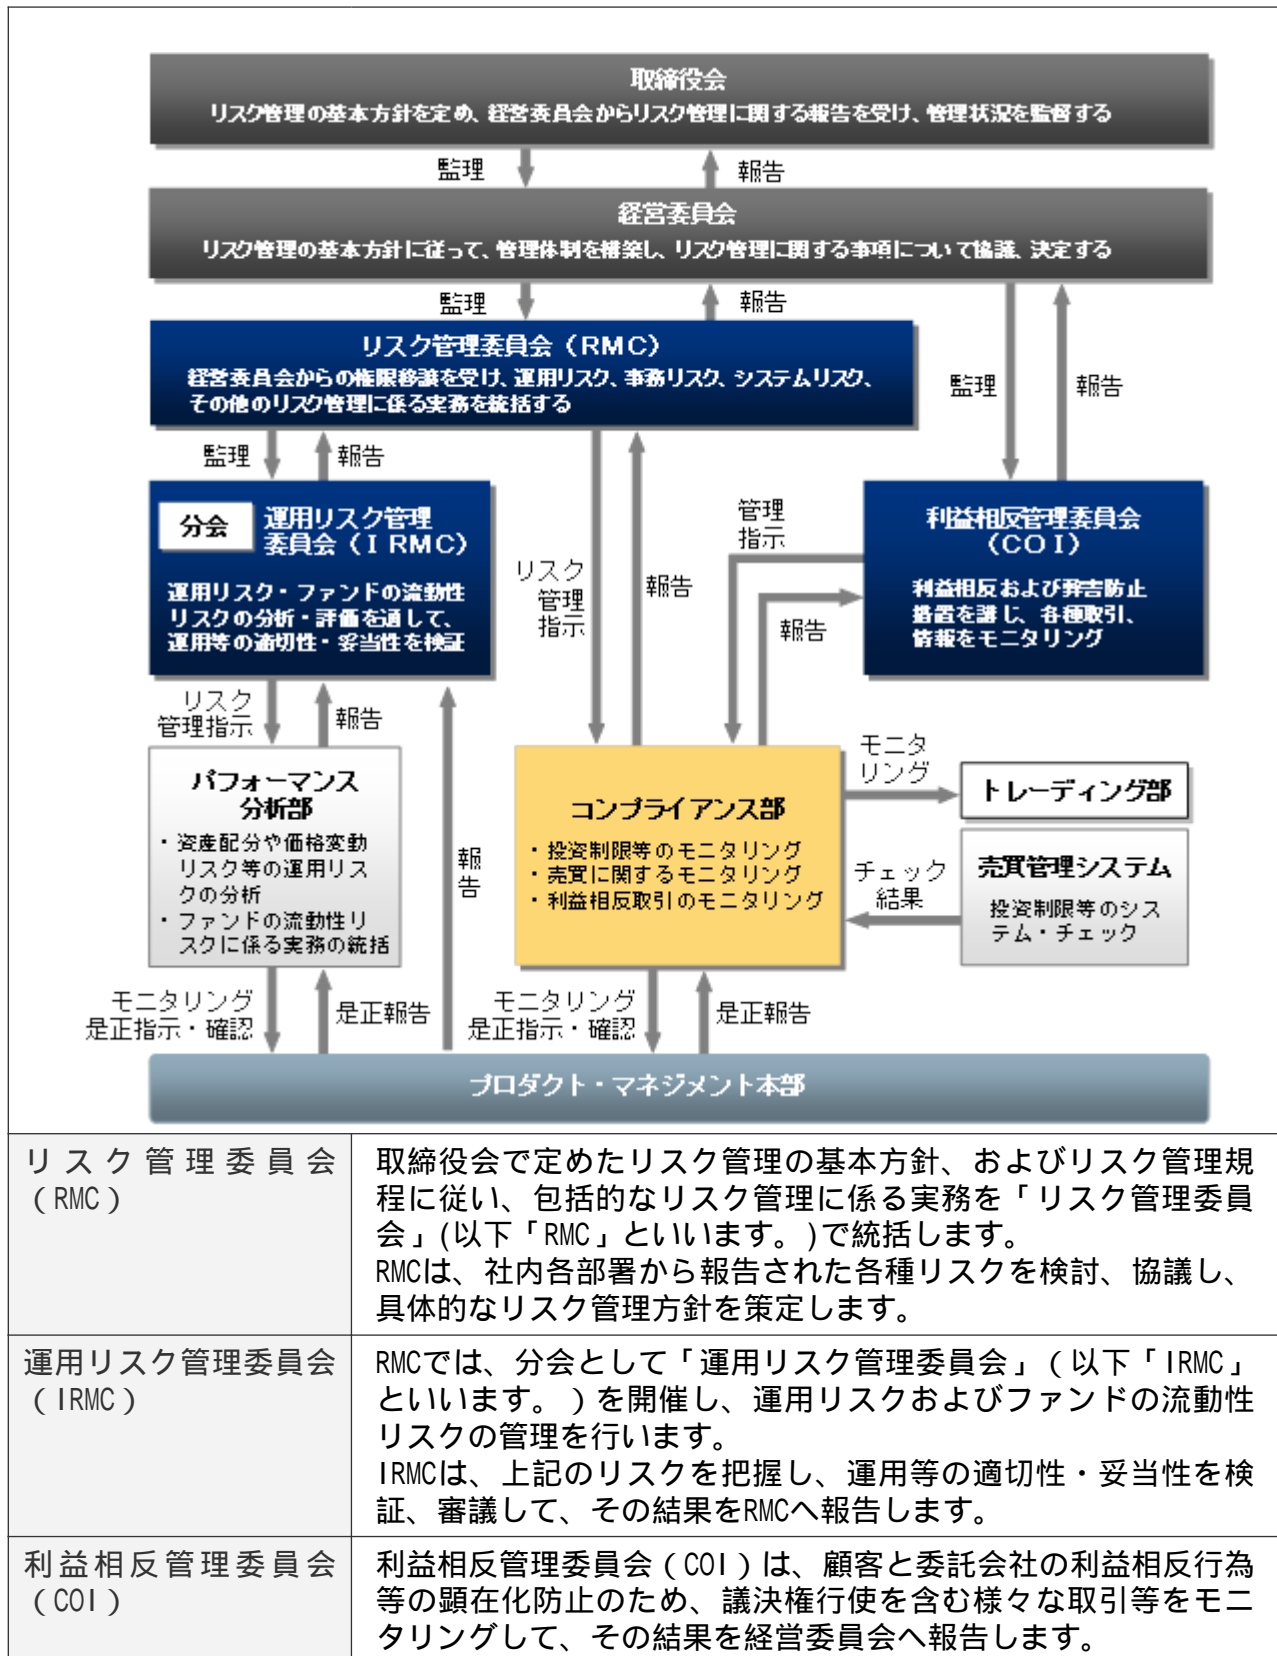 取締役会
リスク管理の基本方針を定め、経営委員会からリスク管理に関する報告を受け、管理状況を監督する
監理
報告
経営委員会
リスク管理の基本方針に従って、管理体制を構築し、リスク管理に関する事項について協議、決定する
監理
報告
リスク管理委員会（RMC）
経営委員会からの権限移譲を受け、運用リスク、事務リスク、システムリスク、
その他のリスク管理に係る実務を統括する
監理
報告
監理
報告
分会
運用リスク管理
委員会（IRMC）
運用リスク・ファンドの流動性
リスクの分析・評価を通して、
運用等の適切性・妥当性を検証
リスク
管理
指示
報告
管理
指示
報告
利益相反管理委員会
（COI）
利益相反および弊害防止
措置を講じ、各種取引、
情報をモニタリング
リスク
管理指示
報告
パフォーマンス
分析部
・資産配分や価格変動
リスク等の運用リス
クの分析
・ファンドの流動性リ
スクに係る実務の統括
報
告
コンプライアンス部
・投資制限等のモニタリング
・売買に関するモニタリング
・利益相反取引のモニタリング
モニタ
リング
トレーディング部
チェック
結果
売買管理システム
投資制限等のシス
テム・チェック
モニタリング
是正指示・確認
是正報告
モニタリング
是正指示・確認
是正報告
プロダクト・マネジメント本部
リスク管理委員会
（RMC）
取締役会で定めたリスク管理の基本方針、およびリスク管理規
程に従い、包括的なリスク管理に係る実務を「リスク管理委員
会」(以下「RMC」といいます。)で統括します。
RMCは、社内各部署から報告された各種リスクを検討、協議し、
具体的なリスク管理方針を策定します。
運用リスク管理委員会
（IRMC）
RMCでは、分会として「運用リスク管理委員会」（以下「IRMC」
といいます。）を開催し、運用リスクおよびファンドの流動性
リスクの管理を行います。
IRMCは、上記のリスクを把握し、運用等の適切性・妥当性を検
証、審議して、その結果をRMCへ報告します。
利益相反管理委員会
（COI）
利益相反管理委員会（COI）は、顧客と委託会社の利益相反行為
等の顕在化防止のため、議決権行使を含む様々な取引等をモニ
タリングして、その結果を経営委員会へ報告します。